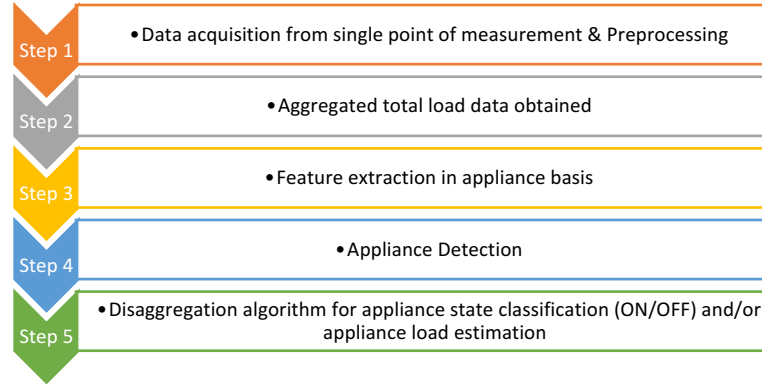 Step 1
•Data acquisition from single point of measurement & Preprocessing
Step 2
•Aggregated total load data obtained
Step 3
•Feature extraction in appliance basis
Step 4
•Appliance Detection
Step 5
•Disaggregation algorithm for appliance state classification (ON/OFF) and/or
appliance load estimation